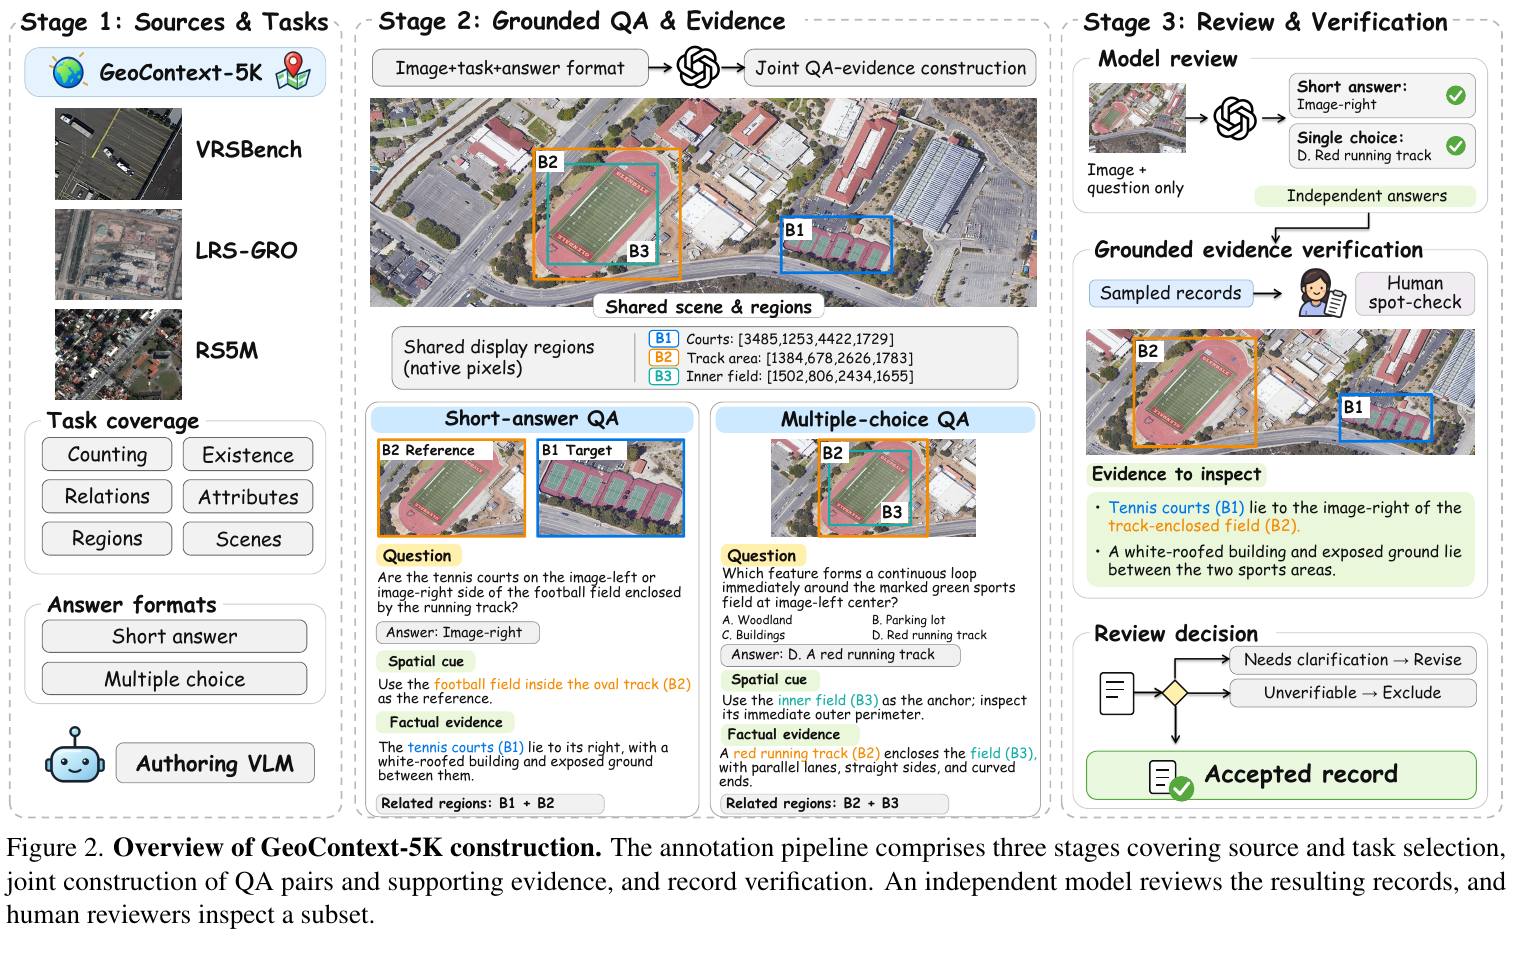 Stage 1: Sources & Tasks
GeoContext-5K
VRSBench
LRS-GRO
RS5M
Task coverage
Counting
Existence
Relations
Attributes
Regions
Scenes
Answer formats
Short answer
Multiple choice
Authoring VLM
Stage 2: Grounded QA & Evidence
Image+task+answer format
Joint QA-evidence construction
B2
B3
B1
GLENDALE
GLENDALE
Shared scene & regions
Shared display regions
(native pixels)
B1 Courts: [3485,1253,4422,1729]
B2 Track area: [1384,678,2626,1783]
B3 Inner field: [1502,806,2434,1655]
Short-answer QA
B2 Reference
B1 Target
Question
Are the tennis courts on the image-left or
image-right side of the football field enclosed
by the running track?
Answer: Image-right
Spatial cue
Use the football field inside the oval track (B2)
as the reference.
Factual evidence
The tennis courts (B1) lie to its right, with a
white-roofed building and exposed ground
between them.
Related regions: B1 + B2
Multiple-choice QA
B2
B3
Question
Which feature forms a continuous loop
immediately around the marked green sports
field at image-left center?
A. Woodland
B. Parking lot
C. Buildings
D. Red running track
Answer: D. A red running track
Spatial cue
Use the inner field (B3) as the anchor; inspect
its immediate outer perimeter.
Factual evidence
A red running track (B2) encloses the field (B3),
with parallel lanes, straight sides, and curved
ends.
Related regions: B2 + B3
Stage 3: Review & Verification
Model review
Image +
question only
Short answer:
Image-right
Single choice:
D. Red running track
Independent answers
Grounded evidence verification
Sampled records
Human
spot-check
B2
B1
Evidence to inspect
• Tennis courts (B1) lie to the image-right of the
track-enclosed field (B2).
• A white-roofed building and exposed ground lie
between the two sports areas.
Review decision
Needs clarification → Revise
Unverifiable → Exclude
Accepted record
Figure 2. Overview of GeoContext-5K construction. The annotation pipeline comprises three stages covering source and task selection,
joint construction of QA pairs and supporting evidence, and record verification. An independent model reviews the resulting records, and
human reviewers inspect a subset.